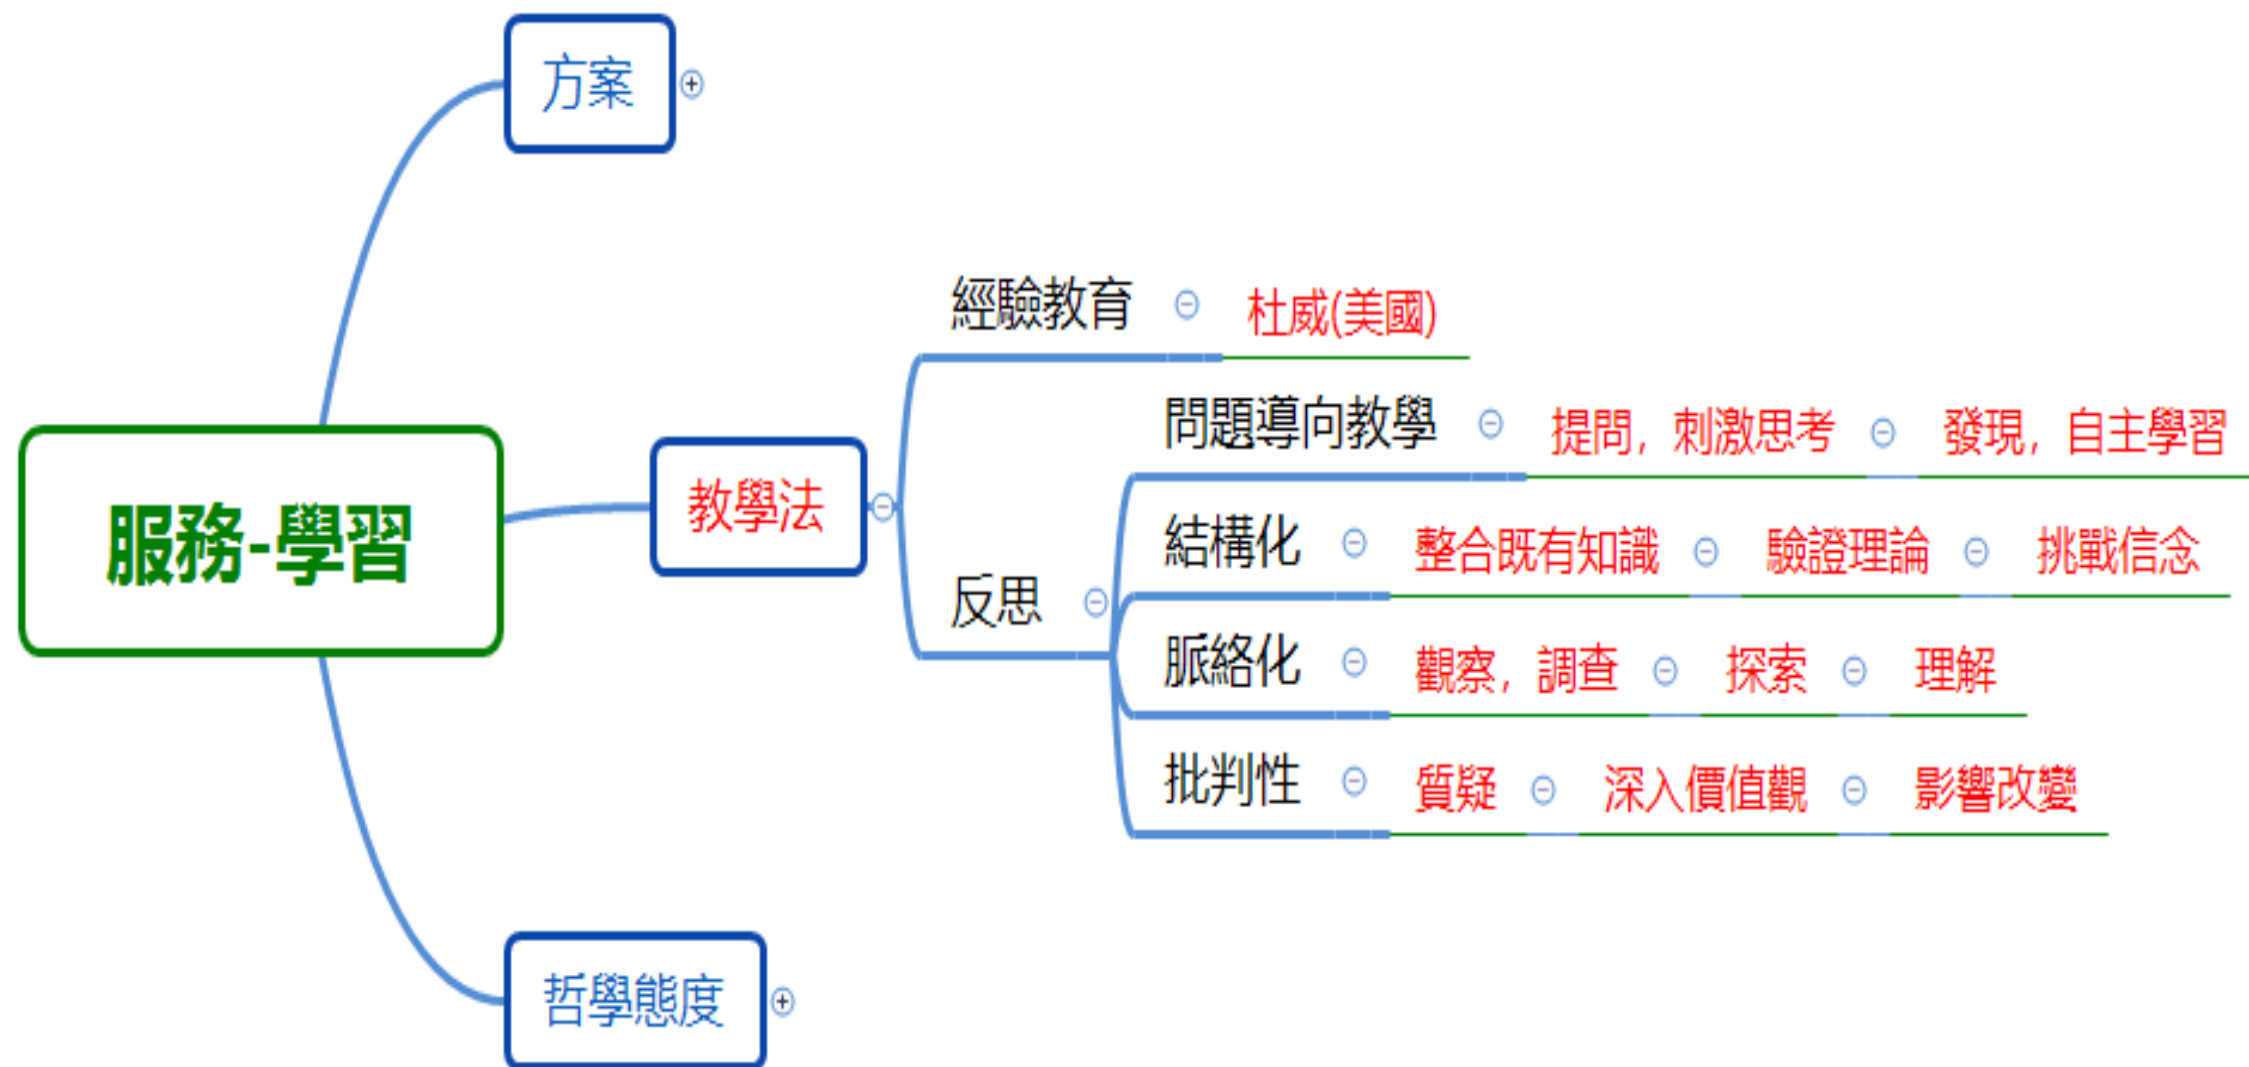 方案
經驗教育 杜威(美國)
問題導向教學 提問，刺激思考 發現，自主學習
教學法
服務-學習
結構化 整合既有知識 驗證理論 挑戰信念
反思
脈絡化 觀察，調查 探索 理解
批判性 質疑 深入價值觀 影響改變
哲學態度